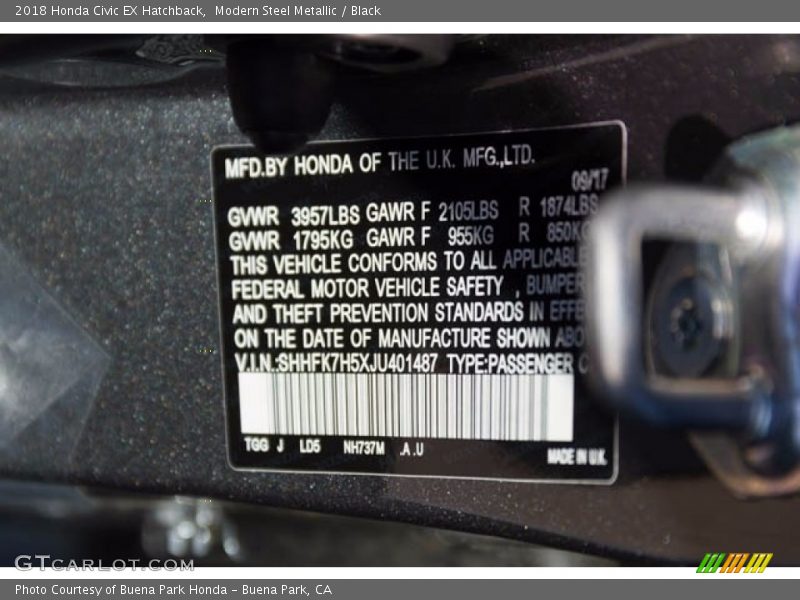 2018 Honda Civic EX Hatchback,  Modern Steel Metallic / Black
MFD.BY HONDA OF THE U.K. MFG.,LTD.
09/17
GVWR 3957LBS GAWR F 2105LBS R 1874LBS
GVWR 1795KG GAWR F 955KG R 850KG
THIS VEHICLE CONFORMS TO ALL APPLICABLE
FEDERAL MOTOR VEHICLE SAFETY , BUMPER
AND THEFT PREVENTION STANDARDS IN EFFE
ON THE DATE OF MANUFACTURE SHOWN ABO
V.I.N.:SHHFK7H5XJU401487 TYPE:PASSENGER C
TGG J LD5 NH737M .A .U
MADE IN U.K.
GTCARLOT.COM
Photo Courtesy of Buena Park Honda – Buena Park, CA